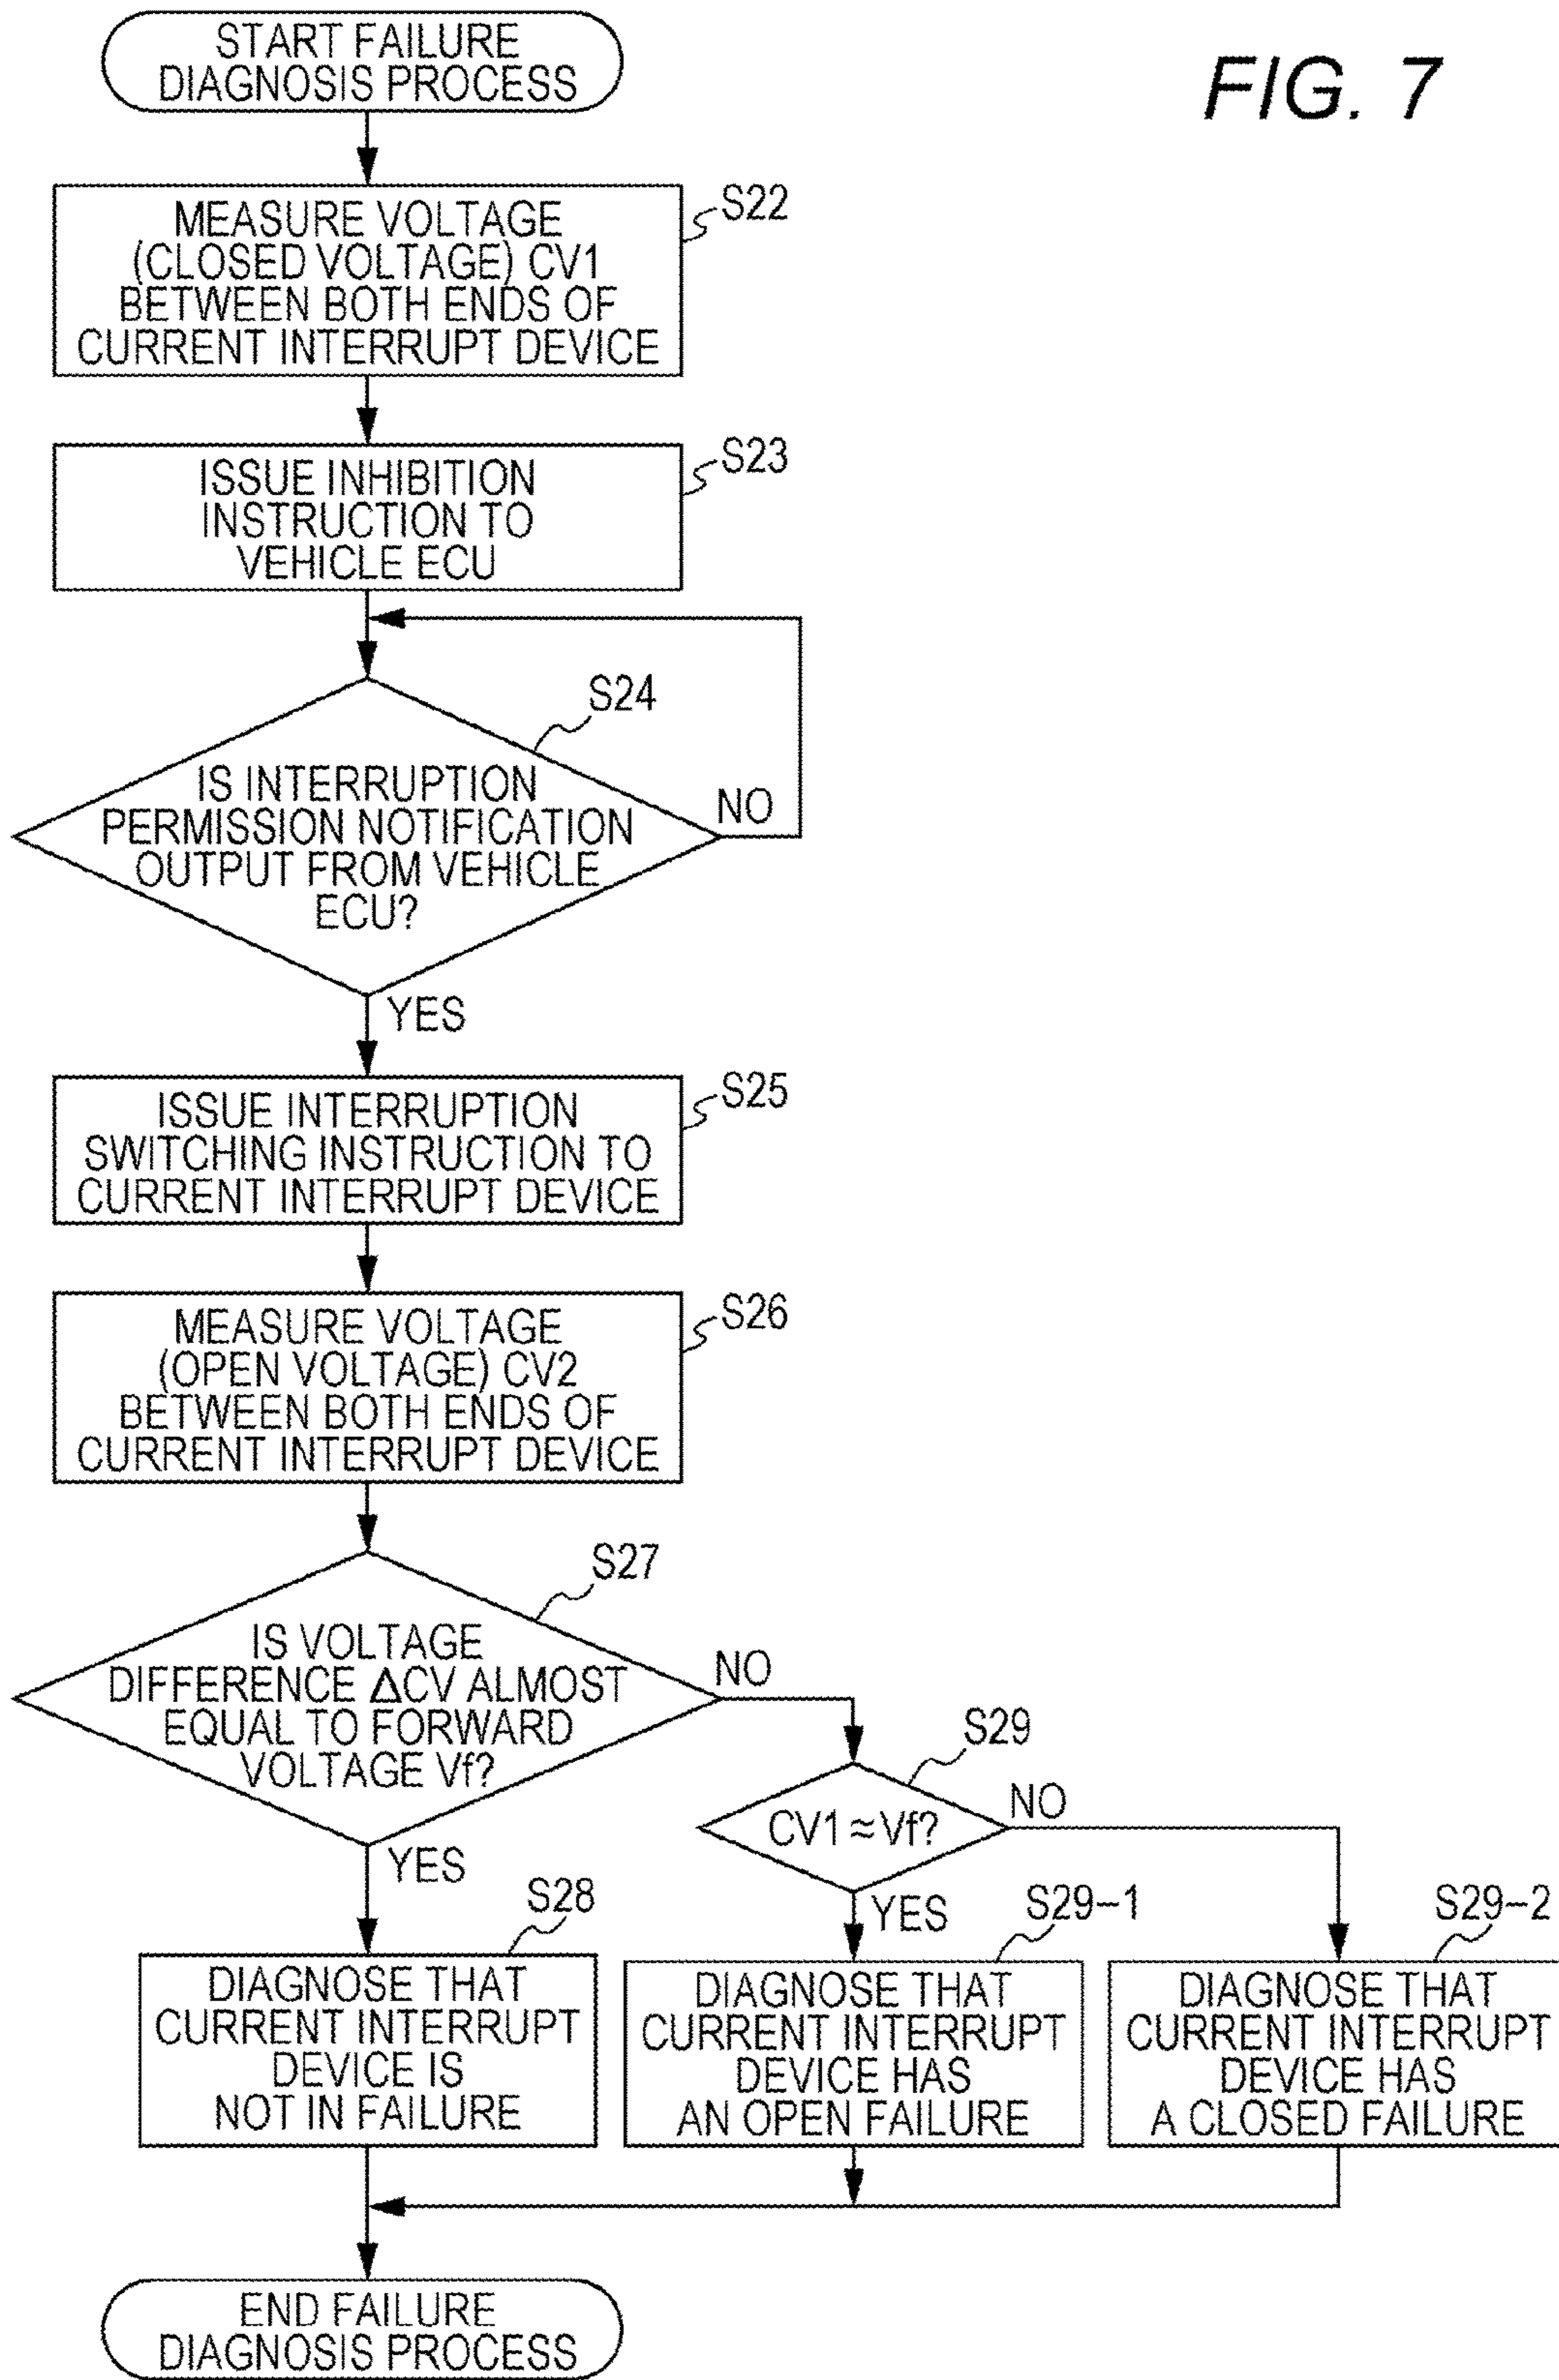 FIG. 7
START FAILURE
DIAGNOSIS PROCESS
S22
MEASURE VOLTAGE
(CLOSED VOLTAGE) CV1
BETWEEN BOTH ENDS OF
CURRENT INTERRUPT DEVICE
S23
ISSUE INHIBITION
INSTRUCTION TO
VEHICLE ECU
S24
IS INTERRUPTION
PERMISSION NOTIFICATION
OUTPUT FROM VEHICLE
ECU?
NO
YES
S25
ISSUE INTERRUPTION
SWITCHING INSTRUCTION TO
CURRENT INTERRUPT DEVICE
S26
MEASURE VOLTAGE
(OPEN VOLTAGE) CV2
BETWEEN BOTH ENDS OF
CURRENT INTERRUPT DEVICE
S27
IS VOLTAGE
DIFFERENCE ΔCV ALMOST
EQUAL TO FORWARD
VOLTAGE Vf?
NO
YES
S29
CV1 ≈ Vf?
NO
YES
S28
DIAGNOSE THAT
CURRENT INTERRUPT
DEVICE IS
NOT IN FAILURE
S29-1
DIAGNOSE THAT
CURRENT INTERRUPT
DEVICE HAS
AN OPEN FAILURE
S29-2
DIAGNOSE THAT
CURRENT INTERRUPT
DEVICE HAS
A CLOSED FAILURE
END FAILURE
DIAGNOSIS PROCESS